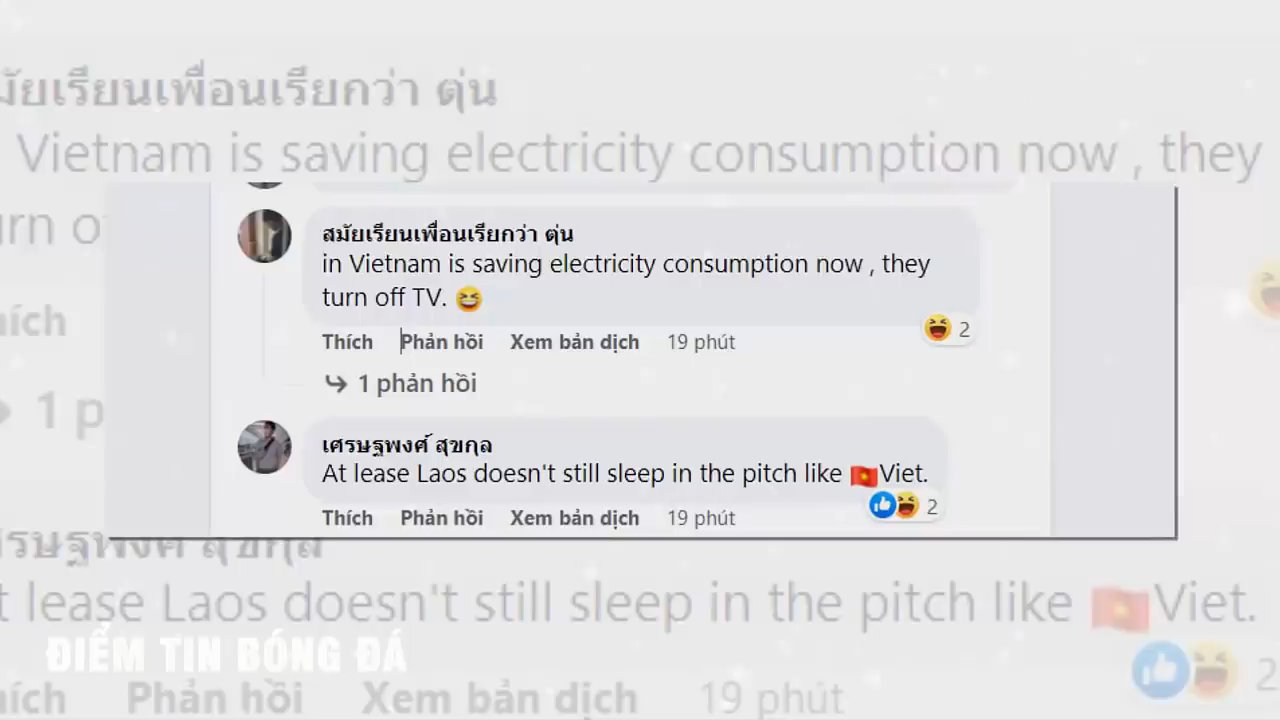 มัยเรียนเพื่อนเรียกว่า ตุ่น
Vietnam is saving electricity consumption now , they
urn o
สมัยเรียนเพื่อนเรียกว่า ตุ่น
in Vietnam is saving electricity consumption now , they
turn off TV. 😆
Thích Phản hồi Xem bản dịch 19 phút 2
1 phản hồi
hích
1 p
เศรษฐพงศ์ สุขกุล
At lease Laos doesn't still sleep in the pitch like 🇻🇳Viet.
Thích Phản hồi Xem bản dịch 19 phút 2
t lease Laos doesn't still sleep in the pitch like 🇻🇳Viet.
ĐIỂM TIN BÓNG ĐÁ
hích Phản hồi Xem bản dịch 19 phút 2